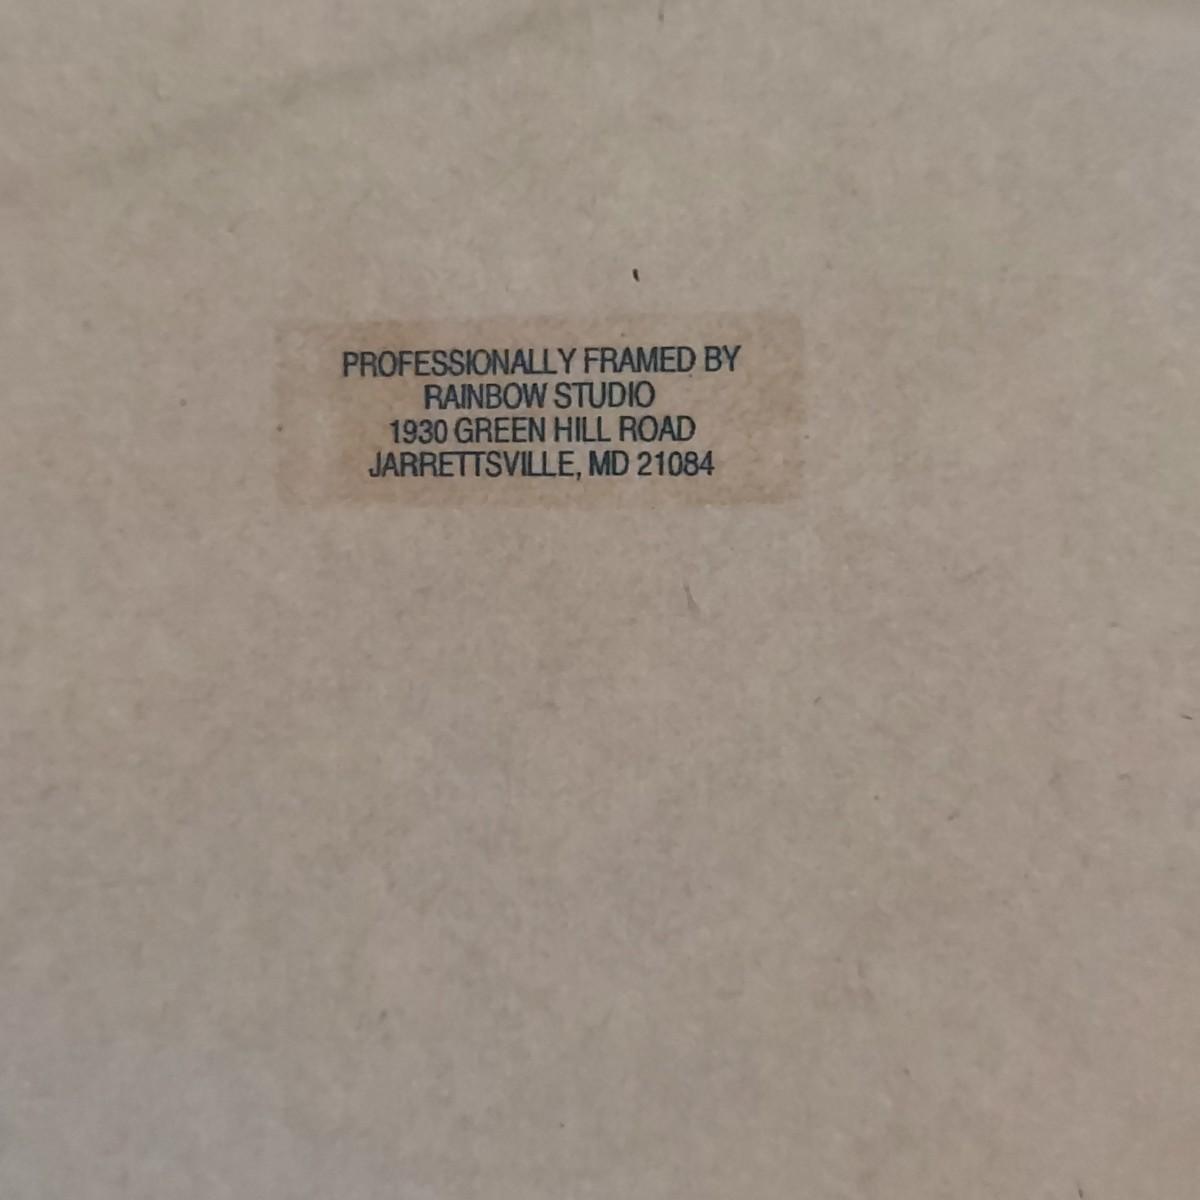 PROFESSIONALLY FRAMED BY
RAINBOW STUDIO
1930 GREEN HILL ROAD
JARRETTSVILLE, MD 21084